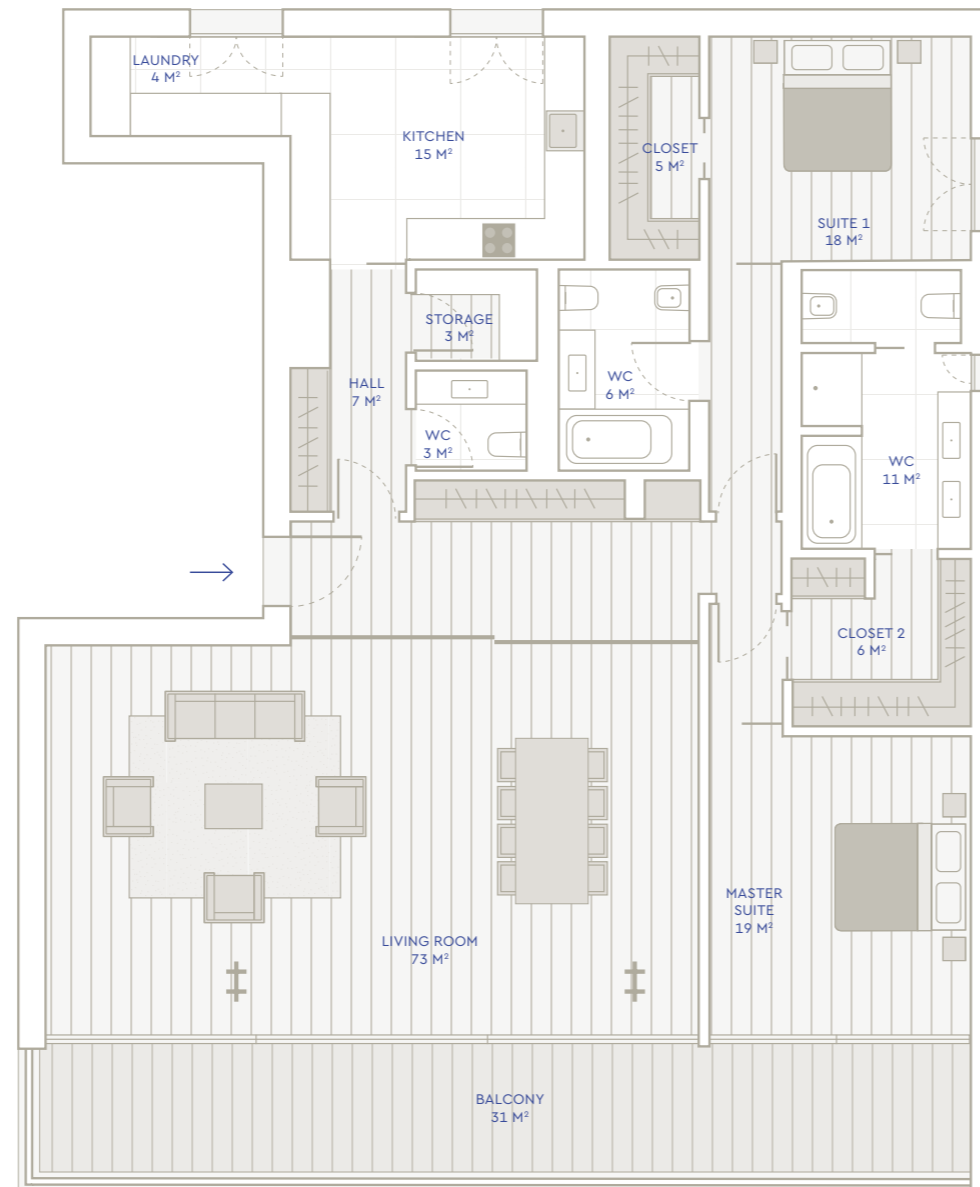 LAUNDRY
4 M²
KITCHEN
15 M²
CLOSET
5 M²
SUITE 1
18 M²
STORAGE
3 M²
HALL
7 M²
WC
6 M²
WC
3 M²
WC
11 M²
CLOSET 2
6 M²
MASTER
SUITE
19 M²
LIVING ROOM
73 M²
BALCONY
31 M²